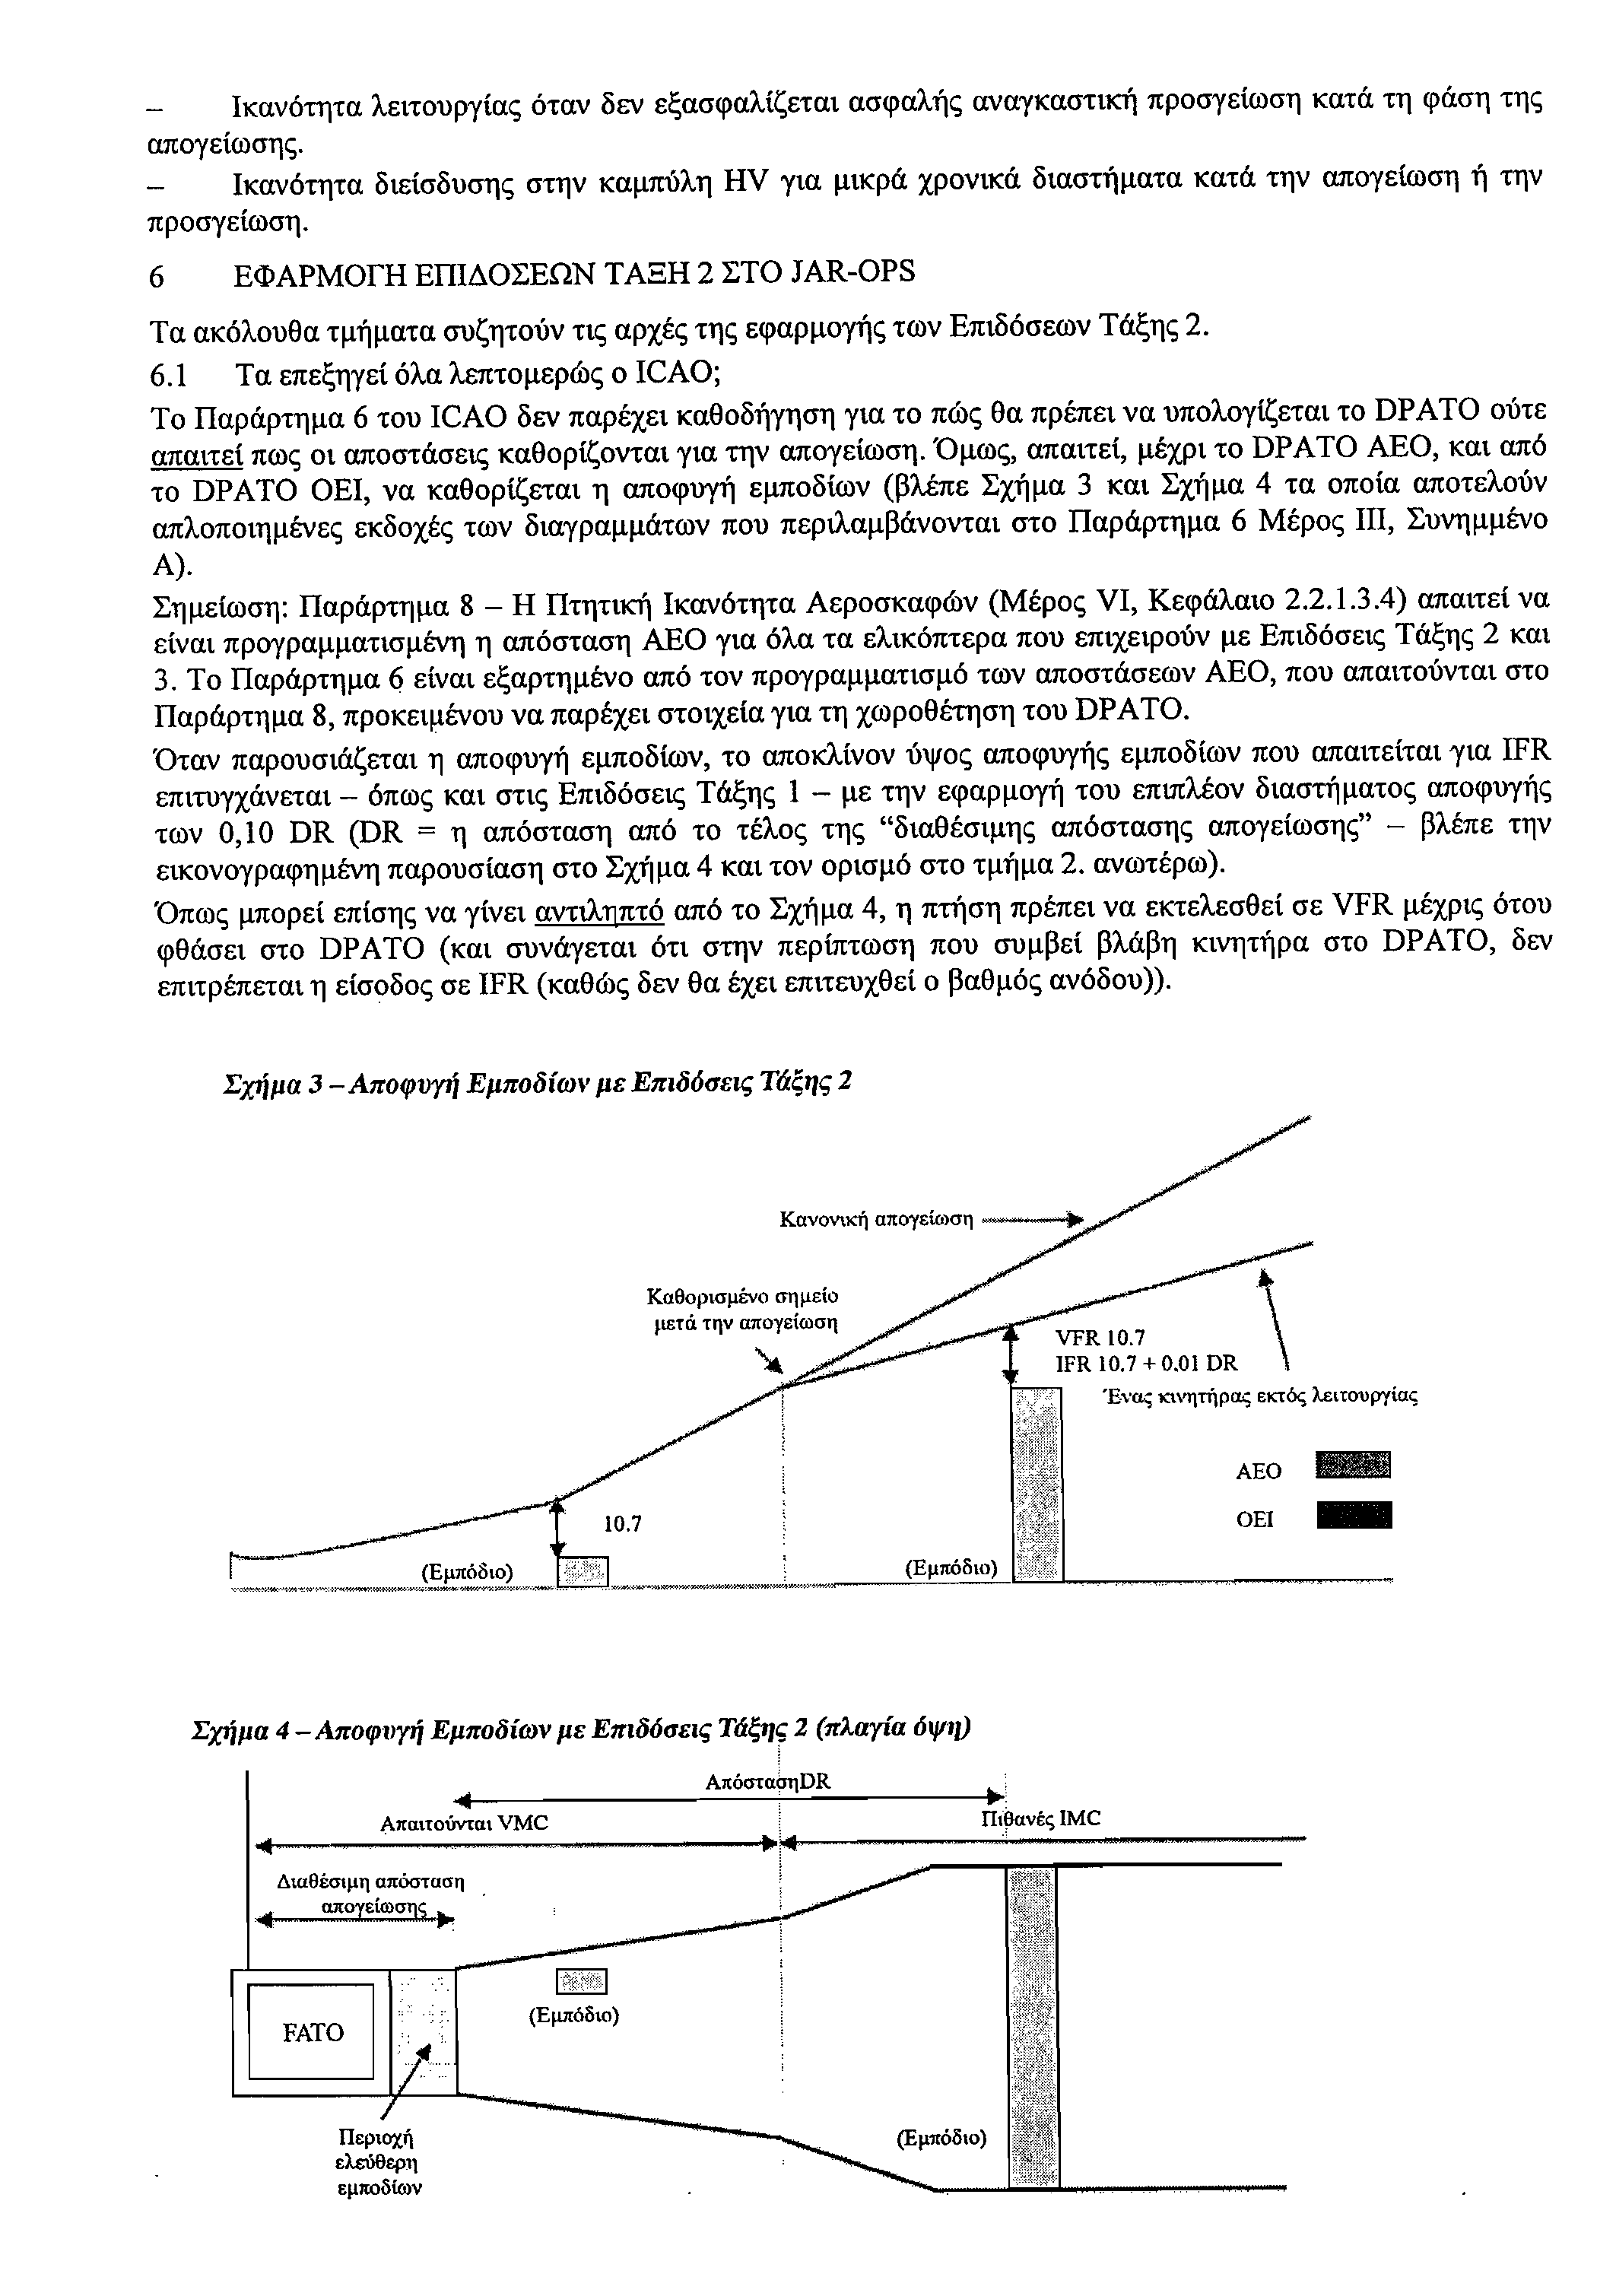 – Ικανότητα λειτουργίας όταν δεν εξασφαλίζεται ασφαλής αναγκαστική προσγείωση κατά τη φάση της
απογείωσης.
– Ικανότητα διείσδυσης στην καμπύλη HV για μικρά χρονικά διαστήματα κατά την απογείωση ή την
προσγείωση.
6 ΕΦΑΡΜΟΓΗ ΕΠΙΔΟΣΕΩΝ ΤΑΞΗ 2 ΣΤΟ JAR-OPS
Τα ακόλουθα τμήματα συζητούν τις αρχές της εφαρμογής των Επιδόσεων Τάξης 2.
6.1 Τα επεξηγεί όλα λεπτομερώς ο ICAO;
Το Παράρτημα 6 του ICAO δεν παρέχει καθοδήγηση για το πώς θα πρέπει να υπολογίζεται το DPATO ούτε
απαιτεί πως οι αποστάσεις καθορίζονται για την απογείωση. Όμως, απαιτεί, μέχρι το DPATO AEO, και από
το DPATO OEI, να καθορίζεται η αποφυγή εμποδίων (βλέπε Σχήμα 3 και Σχήμα 4 τα οποία αποτελούν
απλοποιημένες εκδοχές των διαγραμμάτων που περιλαμβάνονται στο Παράρτημα 6 Μέρος III, Συνημμένο
Α).
Σημείωση: Παράρτημα 8 – Η Πτητική Ικανότητα Αεροσκαφών (Μέρος VI, Κεφάλαιο 2.2.1.3.4) απαιτεί να
είναι προγραμματισμένη η απόσταση AEO για όλα τα ελικόπτερα που επιχειρούν με Επιδόσεις Τάξης 2 και
3. Το Παράρτημα 6 είναι εξαρτημένο από τον προγραμματισμό των αποστάσεων AEO, που απαιτούνται στο
Παράρτημα 8, προκειμένου να παρέχει στοιχεία για τη χωροθέτηση του DPATO.
Όταν παρουσιάζεται η αποφυγή εμποδίων, το αποκλίνον ύψος αποφυγής εμποδίων που απαιτείται για IFR
επιτυγχάνεται – όπως και στις Επιδόσεις Τάξης 1 – με την εφαρμογή του επιπλέον διαστήματος αποφυγής
των 0,10 DR (DR = η απόσταση από το τέλος της “διαθέσιμης απόστασης απογείωσης” – βλέπε την
εικονογραφημένη παρουσίαση στο Σχήμα 4 και τον ορισμό στο τμήμα 2. ανωτέρω).
Όπως μπορεί επίσης να γίνει αντιληπτό από το Σχήμα 4, η πτήση πρέπει να εκτελεσθεί σε VFR μέχρις ότου
φθάσει στο DPATO (και συνάγεται ότι στην περίπτωση που συμβεί βλάβη κινητήρα στο DPATO, δεν
επιτρέπεται η είσοδος σε IFR (καθώς δεν θα έχει επιτευχθεί ο βαθμός ανόδου)).
Σχήμα 3 – Αποφυγή Εμποδίων με Επιδόσεις Τάξης 2
Κανονική απογείωση
Καθορισμένο σημείο
μετά την απογείωση
VFR 10.7
IFR 10.7 + 0.01 DR
Ένας κινητήρας εκτός λειτουργίας
AEO
OEI
10.7
(Εμπόδιο)
(Εμπόδιο)
Σχήμα 4 – Αποφυγή Εμποδίων με Επιδόσεις Τάξης 2 (πλαγία όψη)
ΑπόστασηDR
Απαιτούνται VMC
Πιθανές IMC
Διαθέσιμη απόσταση
απογείωσης
FATO
(Εμπόδιο)
(Εμπόδιο)
Περιοχή
ελεύθερη
εμποδίων